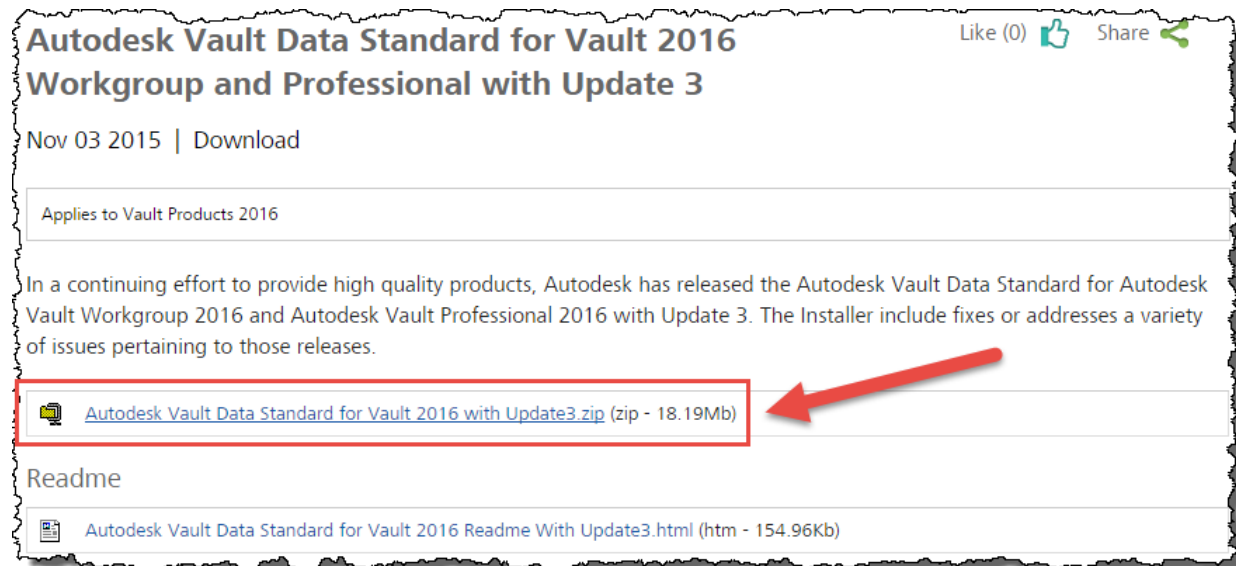 Autodesk Vault Data Standard for Vault 2016
Like (0) Share
Workgroup and Professional with Update 3
Nov 03 2015 | Download
Applies to Vault Products 2016
In a continuing effort to provide high quality products, Autodesk has released the Autodesk Vault Data Standard for Autodesk
Vault Workgroup 2016 and Autodesk Vault Professional 2016 with Update 3. The Installer include fixes or addresses a variety
of issues pertaining to those releases.
Autodesk Vault Data Standard for Vault 2016 with Update3.zip (zip - 18.19Mb)
Readme
Autodesk Vault Data Standard for Vault 2016 Readme With Update3.html (htm - 154.96Kb)